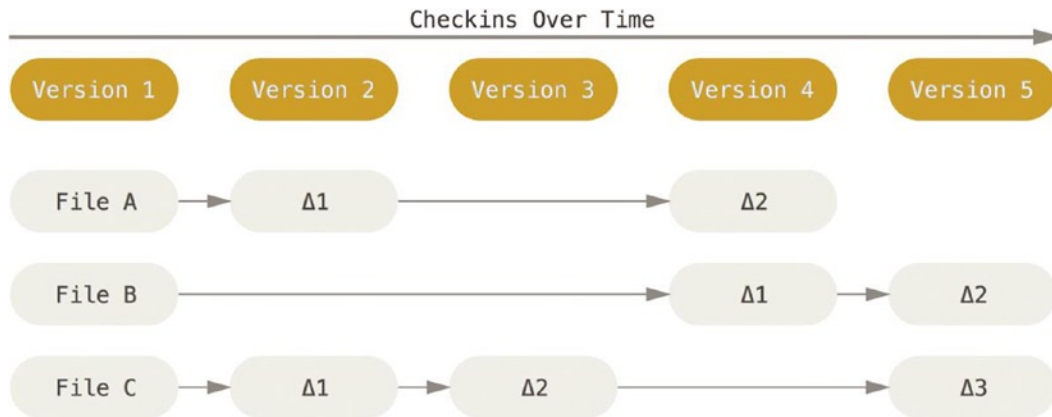 Checkins Over Time
Version 1 Version 2 Version 3 Version 4 Version 5
File A Δ1 Δ2
File B Δ1 Δ2
File C Δ1 Δ2 Δ3